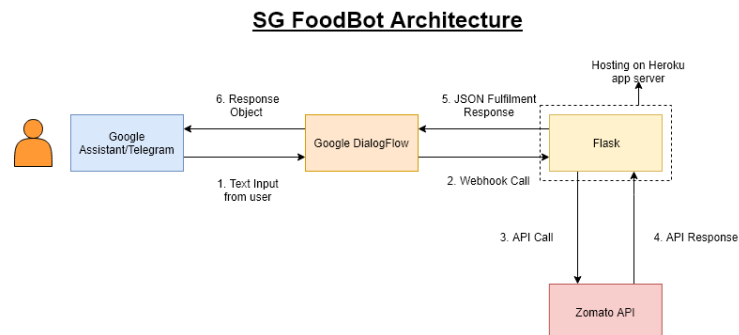 SG FoodBot Architecture
Hosting on Heroku
app server
6. Response
Object
5. JSON Fulfilment
Response
Google
Assistant/Telegram
Google DialogFlow
Flask
1. Text Input
from user
2. Webhook Call
3. API Call
4. API Response
Zomato API